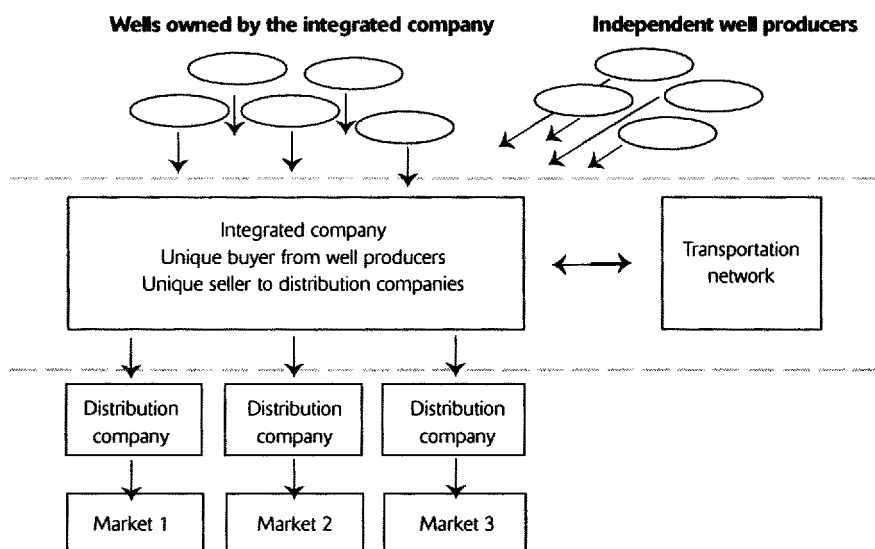 Wells owned by the integrated company
Independent well producers
Integrated company
Unique buyer from well producers
Unique seller to distribution companies
Transportation
network
Distribution
company
Distribution
company
Distribution
company
Market 1
Market 2
Market 3